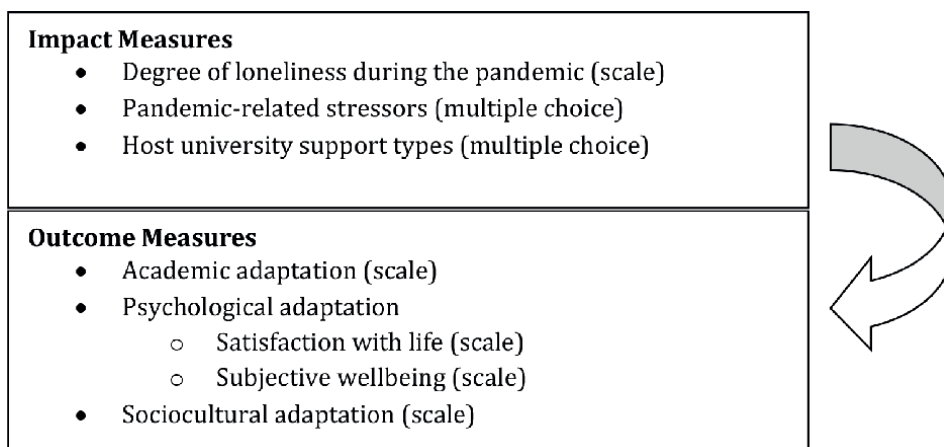 Impact Measures
• Degree of loneliness during the pandemic (scale)
• Pandemic-related stressors (multiple choice)
• Host university support types (multiple choice)
Outcome Measures
• Academic adaptation (scale)
• Psychological adaptation
o Satisfaction with life (scale)
o Subjective wellbeing (scale)
• Sociocultural adaptation (scale)